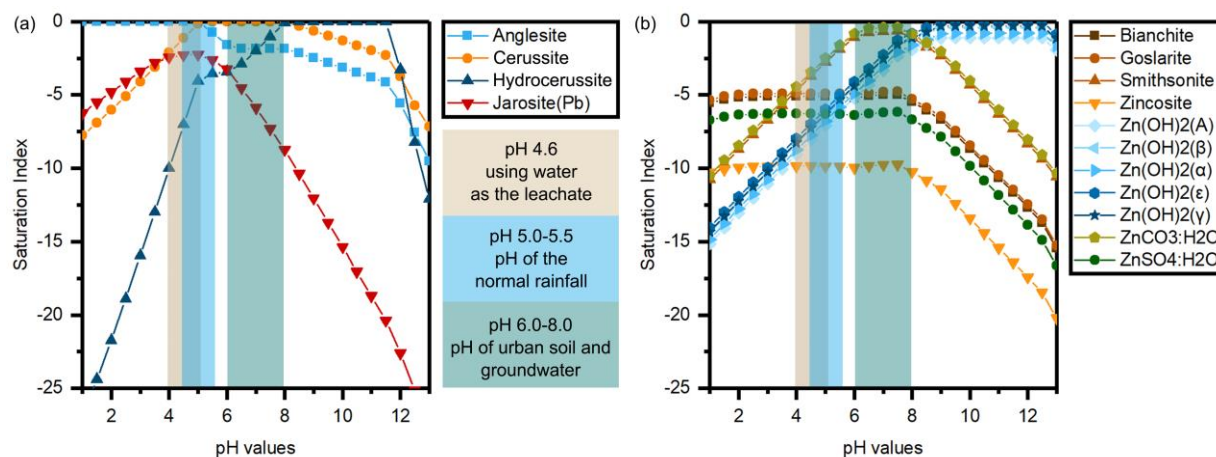 (a)
0
-5
-10
-15
-20
-25
Saturation Index
2 4 6 8 10 12
pH values
Anglesite
Cerussite
Hydrocerussite
Jarosite(Pb)
pH 4.6
using water
as the leachate
pH 5.0-5.5
pH of the
normal rainfall
pH 6.0-8.0
pH of urban soil and
groundwater
(b)
0
-5
-10
-15
-20
-25
Saturation Index
2 4 6 8 10 12
pH values
Bianchite
Goslarite
Smithsonite
Zincosite
Zn(OH)2(A)
Zn(OH)2(β)
Zn(OH)2(α)
Zn(OH)2(ε)
Zn(OH)2(γ)
ZnCO3:H2O
ZnSO4:H2O